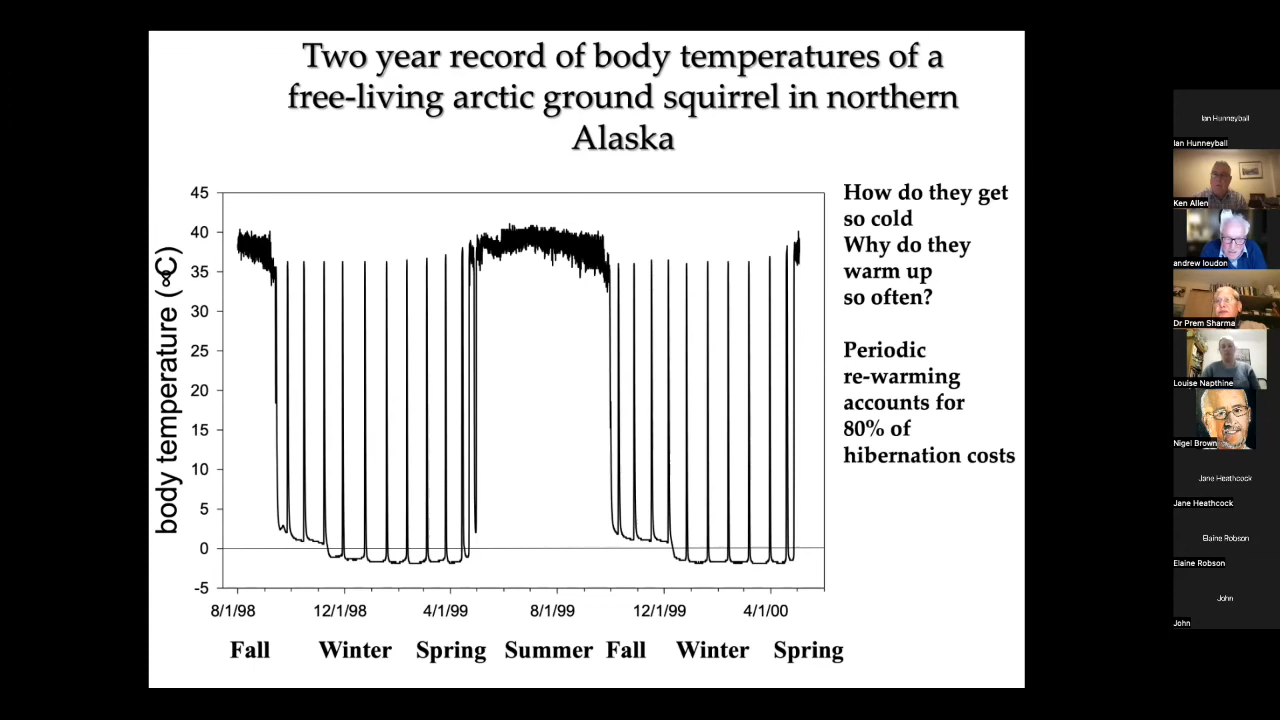 Two year record of body temperatures of a
free-living arctic ground squirrel in northern
Alaska
45
40
35
30
25
20
15
10
5
0
-5
body temperature (°C)
8/1/98
12/1/98
4/1/99
8/1/99
12/1/99
4/1/00
Fall
Winter
Spring
Summer
Fall
Winter
Spring
How do they get
so cold
Why do they
warm up
so often?
Periodic
re-warming
accounts for
80% of
hibernation costs
Ian Hunneyball
Ian Hunneyball
Ken Allen
andrew loudon
Dr Prem Sharma
Louise Napthine
Nigel Brown
Jane Heathcock
Jane Heathcock
Elaine Robson
Elaine Robson
John
John